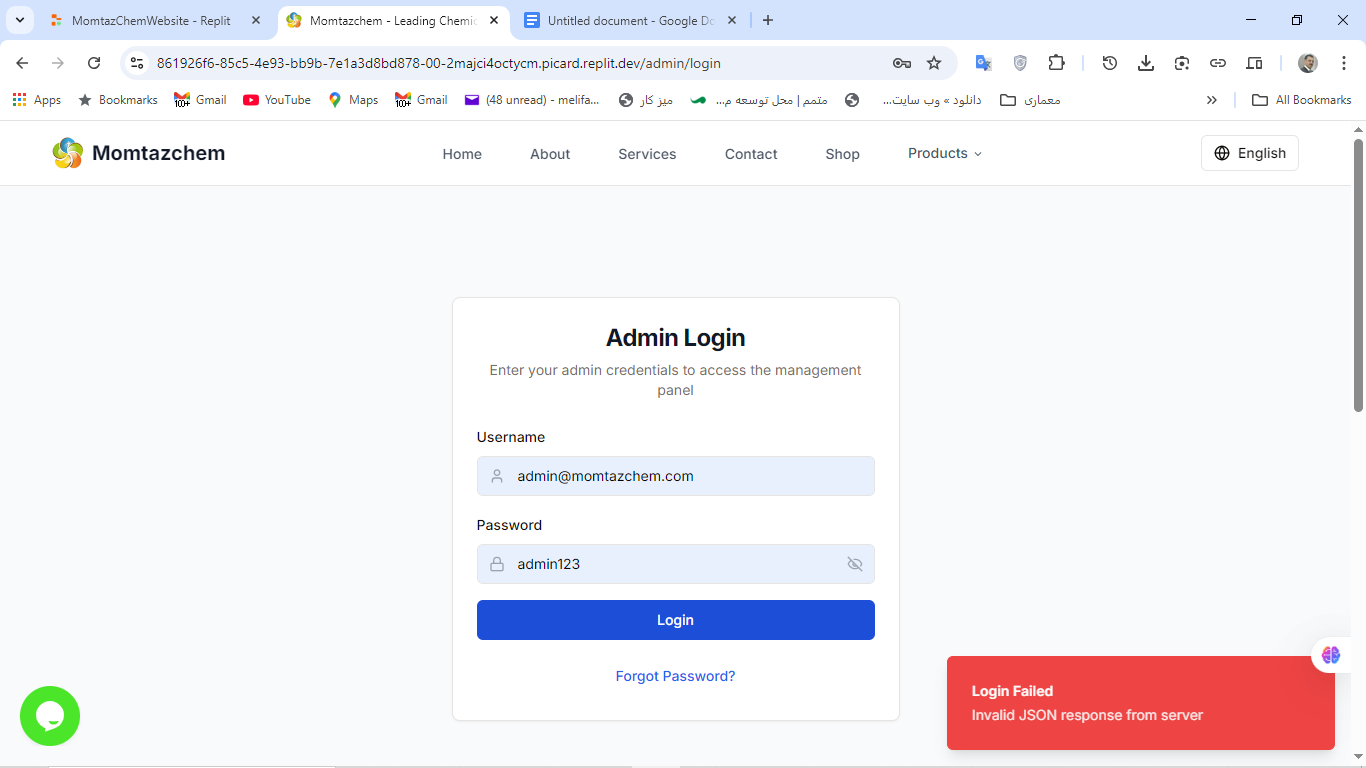 MomtazChemWebsite - Replit
Momtazchem - Leading Chemic
Untitled document - Google Do
861926f6-85c5-4e93-bb9b-7e1a3d8bd878-00-2majci4octycm.picard.replit.dev/admin/login
Apps
Bookmarks
100+
Gmail
YouTube
Maps
100+
Gmail
(48 unread) - melifa...
میز کار
متمم | محل توسعه م...
دانلود » وب سایت...
معماری
All Bookmarks
Momtazchem
Home
About
Services
Contact
Shop
Products
English
Admin Login
Enter your admin credentials to access the management
panel
Username
admin@momtazchem.com
Password
admin123
Login
Forgot Password?
Login Failed
Invalid JSON response from server